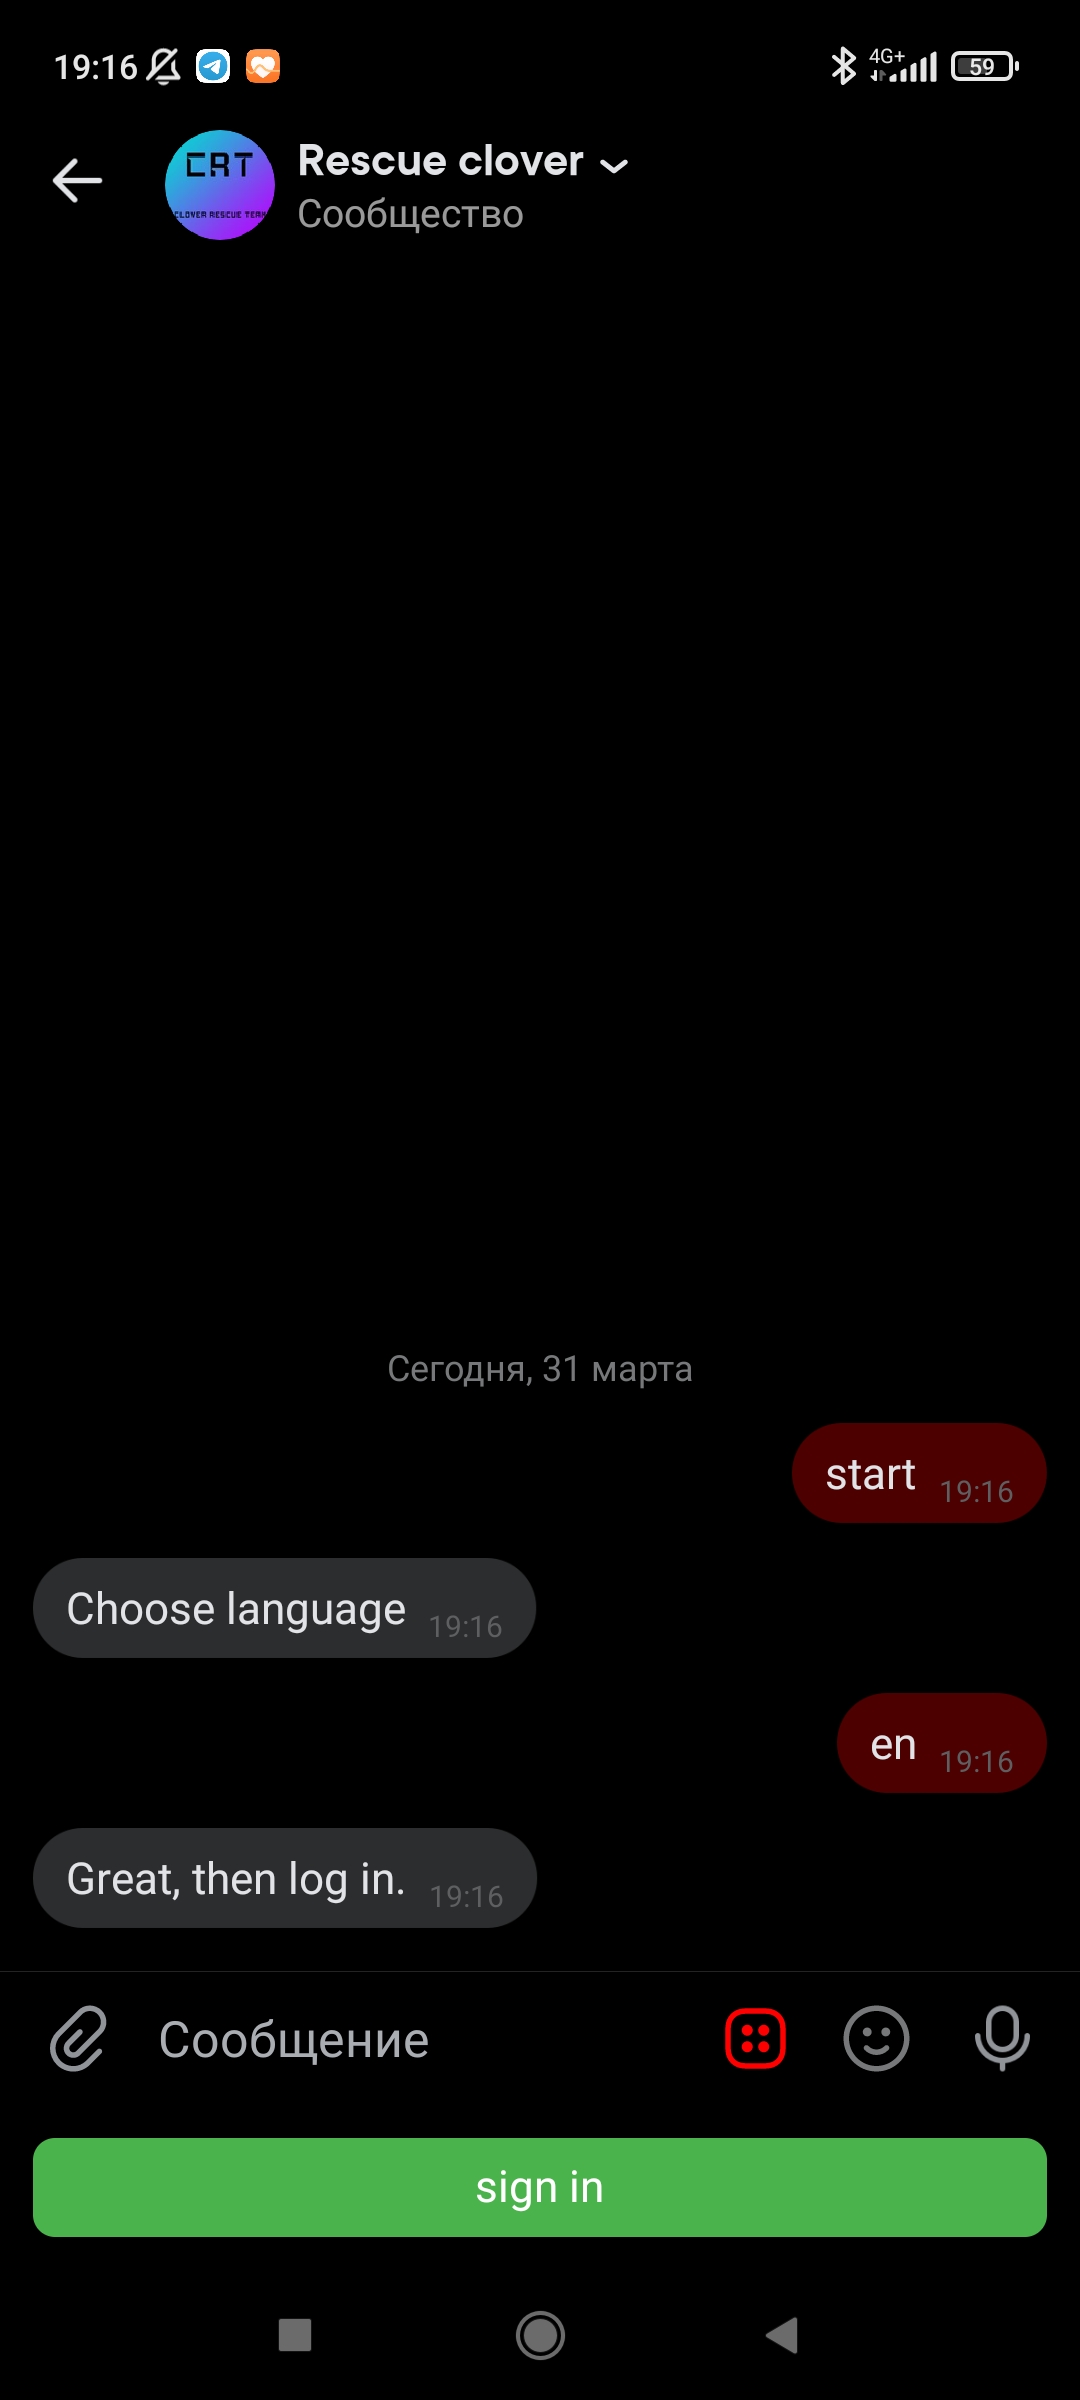 19:16
4G+
59
CRT
CLOVER RESCUE TEAM
Rescue clover
Сообщество
Сегодня, 31 марта
start 19:16
Choose language 19:16
en 19:16
Great, then log in. 19:16
Сообщение
sign in